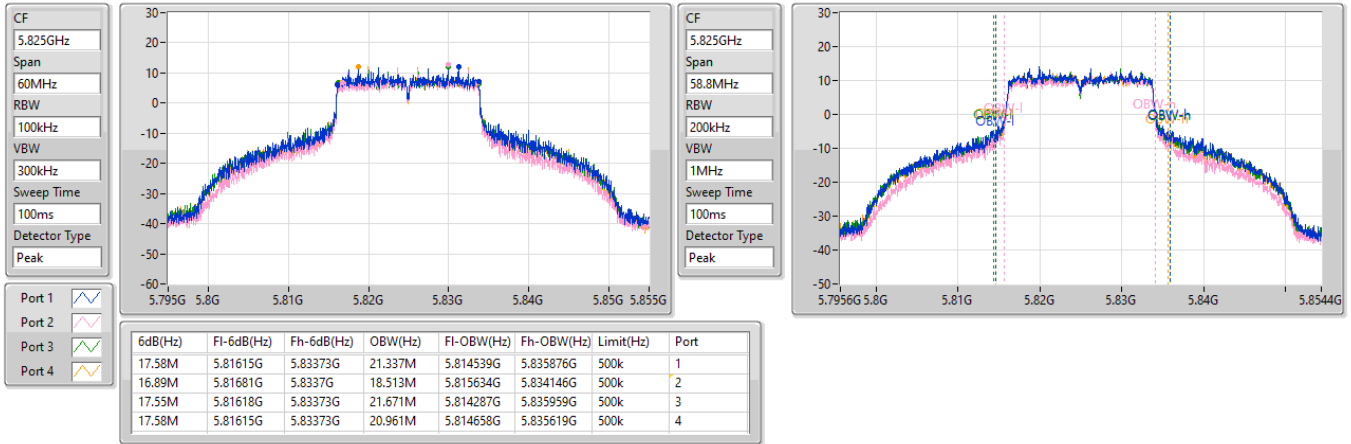 CF
5.825GHz
Span
60MHz
RBW
100kHz
VBW
300kHz
Sweep Time
100ms
Detector Type
Peak
30
20
10
0
-10
-20
-30
-40
-50
-60
5.795G 5.8G 5.81G 5.82G 5.83G 5.84G 5.85G 5.855G
CF
5.825GHz
Span
58.8MHz
RBW
200kHz
VBW
1MHz
Sweep Time
100ms
Detector Type
Peak
30
20
10
0
-10
-20
-30
-40
-50
OBW-l
OBW-l
OBW-h
OBW-h
5.7956G 5.8G 5.81G 5.82G 5.83G 5.84G 5.8544G
Port 1
Port 2
Port 3
Port 4
6dB(Hz) Fl-6dB(Hz) Fh-6dB(Hz) OBW(Hz) Fl-OBW(Hz) Fh-OBW(Hz) Limit(Hz) Port
17.58M 5.81615G 5.83373G 21.337M 5.814539G 5.835876G 500k 1
16.89M 5.81681G 5.8337G 18.513M 5.815634G 5.834146G 500k 2
17.55M 5.81618G 5.83373G 21.671M 5.814287G 5.835959G 500k 3
17.58M 5.81615G 5.83373G 20.961M 5.814658G 5.835619G 500k 4